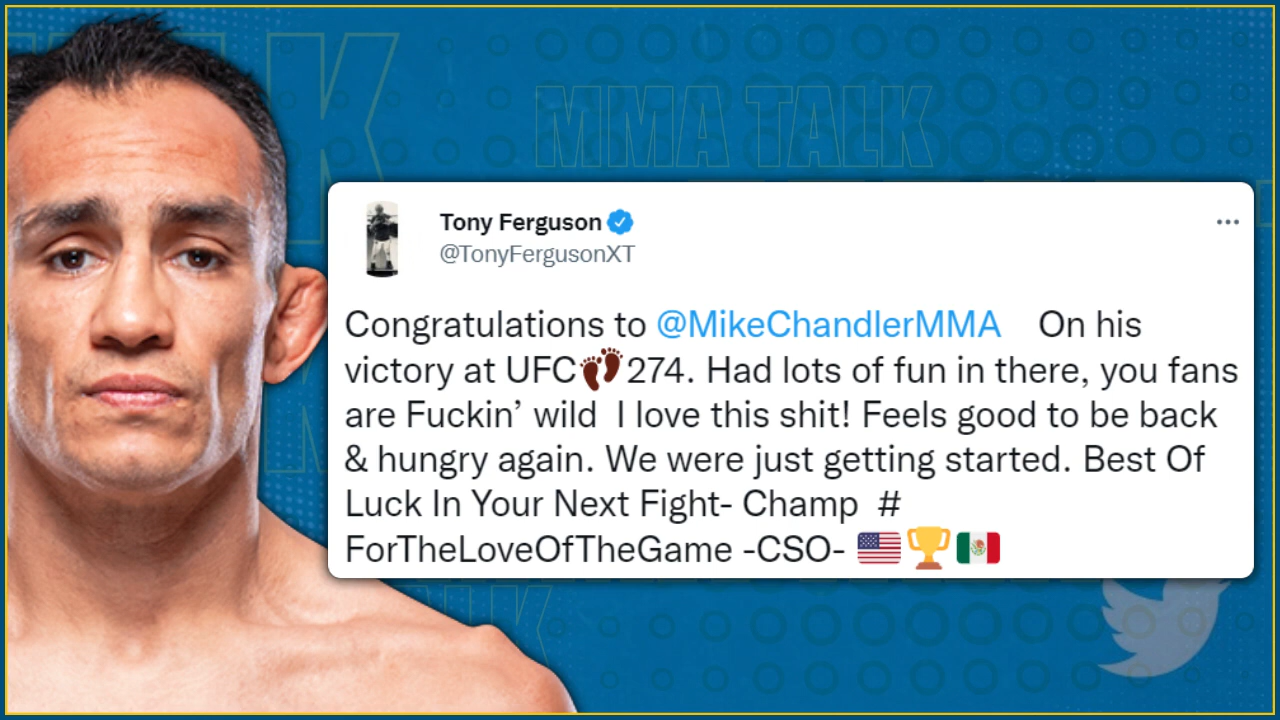 MMA TALK
Tony Ferguson
@TonyFergusonXT
Congratulations to @MikeChandlerMMA On his
victory at UFC👣274. Had lots of fun in there, you fans
are Fuckin’ wild I love this shit! Feels good to be back
& hungry again. We were just getting started. Best Of
Luck In Your Next Fight- Champ #
ForTheLoveOfTheGame -CSO- 🇺🇸🏆🇲🇽